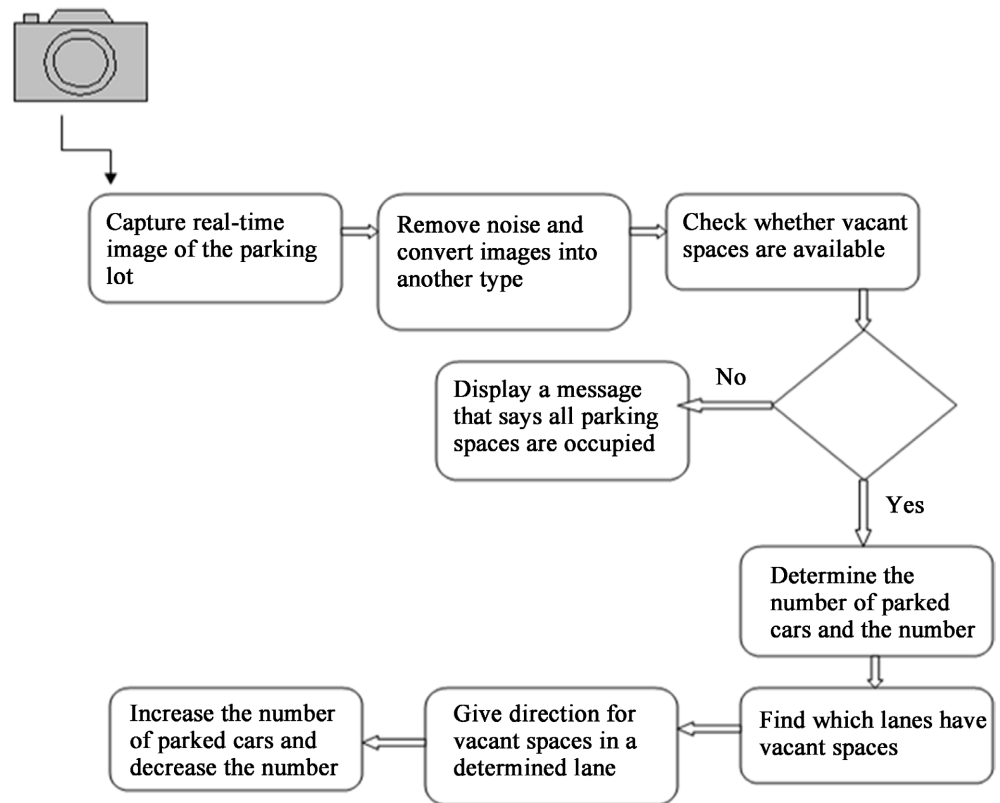 Capture real-time
image of the parking
lot
Remove noise and
convert images into
another type
Check whether vacant
spaces are available
No
Display a message
that says all parking
spaces are occupied
Yes
Determine the
number of parked
cars and the number
Find which lanes have
vacant spaces
Give direction for
vacant spaces in a
determined lane
Increase the number
of parked cars and
decrease the number